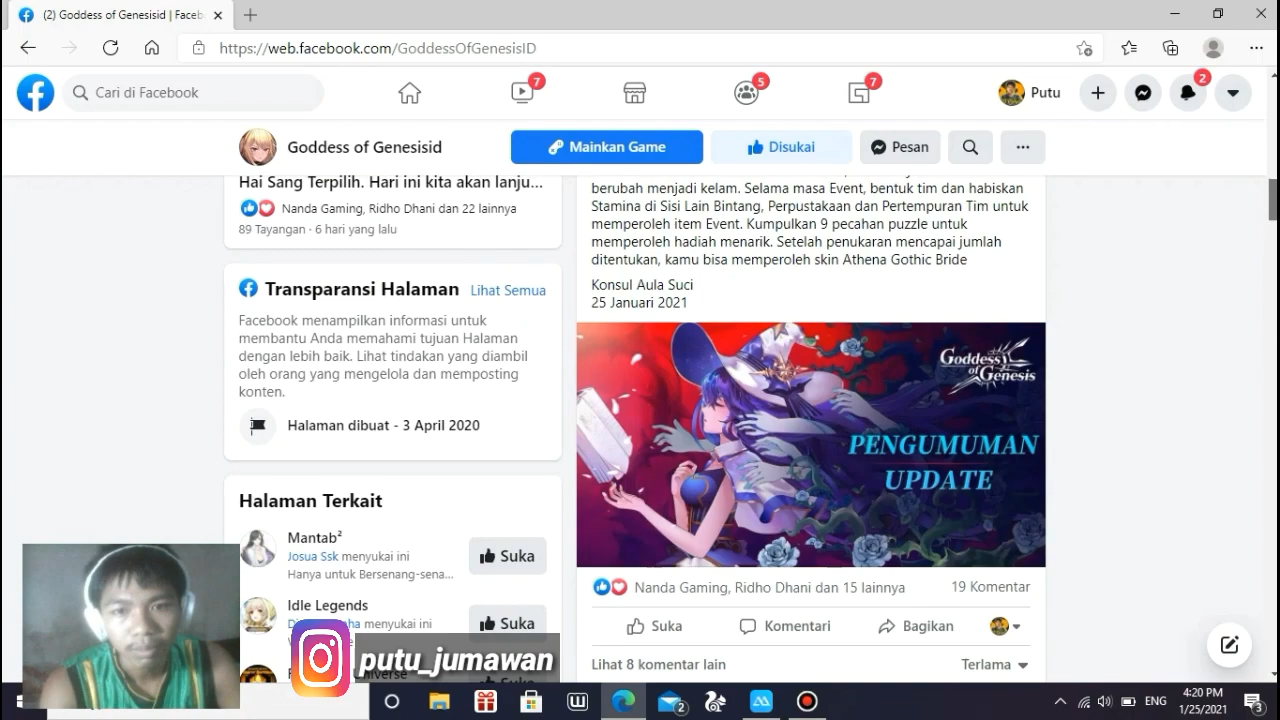 (2) Goddess of Genesisid | Faceb
https://web.facebook.com/GoddessOfGenesisID
Cari di Facebook
7
5
7
Putu
2
Goddess of Genesisid
Mainkan Game
Disukai
Pesan
Hai Sang Terpilih. Hari ini kita akan lanju...
Nanda Gaming, Ridho Dhani dan 22 lainnya
89 Tayangan · 6 hari yang lalu
Transparansi Halaman
Lihat Semua
Facebook menampilkan informasi untuk
membantu Anda memahami tujuan Halaman
dengan lebih baik. Lihat tindakan yang diambil
oleh orang yang mengelola dan memposting
konten.
Halaman dibuat - 3 April 2020
Halaman Terkait
Mantab²
Josua Ssk menyukai ini
Hanya untuk Bersenang-sena...
Suka
Idle Legends
menyukai ini
Suka
berubah menjadi kelam. Selama masa Event, bentuk tim dan habiskan
Stamina di Sisi Lain Bintang, Perpustakaan dan Pertempuran Tim untuk
memperoleh item Event. Kumpulkan 9 pecahan puzzle untuk
memperoleh hadiah menarik. Setelah penukaran mencapai jumlah
ditentukan, kamu bisa memperoleh skin Athena Gothic Bride
Konsul Aula Suci
25 Januari 2021
Goddess
of Genesis
PENGUMUMAN
UPDATE
Nanda Gaming, Ridho Dhani dan 15 lainnya
19 Komentar
Suka
Komentari
Bagikan
Lihat 8 komentar lain
Terlama
putu_jumawan
2
ENG
4:20 PM
1/25/2021
3